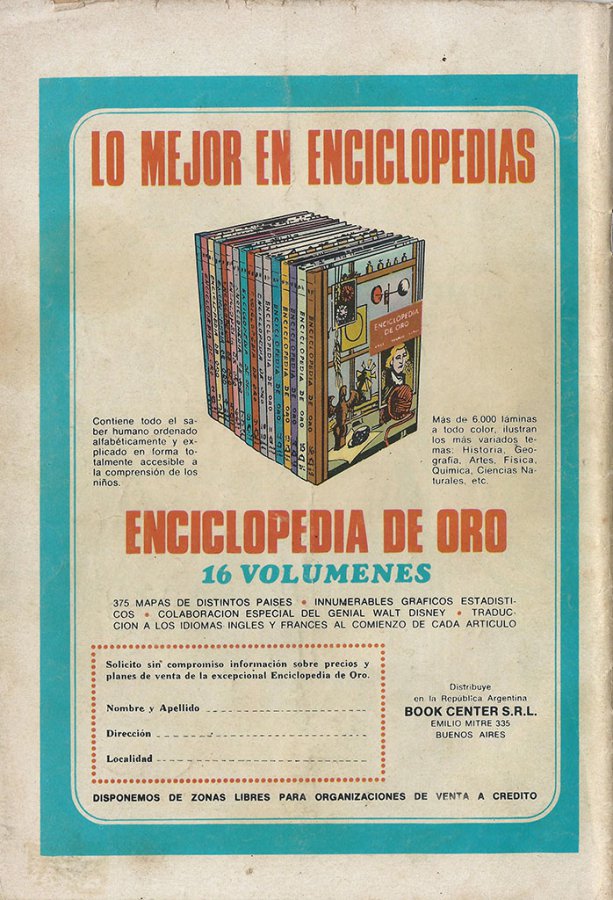 LO MEJOR EN ENCICLOPEDIAS
ENCICLOPEDIA
DE ORO
ENCICLOPEDIA DE ORO
Contiene todo el sa-
ber humano ordenado
alfabéticamente y ex-
plicado en forma to-
talmente accesible a
la comprensión de los
niños.
Más de 6.000 láminas
a todo color, ilustran
los más variados te-
mas: Historia, Geo-
grafía, Artes, Física,
Química, Ciencias Na-
turales, etc.
ENCICLOPEDIA DE ORO
16 VOLUMENES
375 MAPAS DE DISTINTOS PAISES • INNUMERABLES GRAFICOS ESTADISTI-
COS • COLABORACION ESPECIAL DEL GENIAL WALT DISNEY • TRADUC-
CION A LOS IDIOMAS INGLES Y FRANCES AL COMIENZO DE CADA ARTICULO
Solicito sin compromiso información sobre precios y
planes de venta de la excepcional Enciclopedia de Oro.
Nombre y Apellido
Dirección
Localidad
Distribuye
en la República Argentina
BOOK CENTER S.R.L.
EMILIO MITRE 335
BUENOS AIRES
DISPONEMOS DE ZONAS LIBRES PARA ORGANIZACIONES DE VENTA A CREDITO